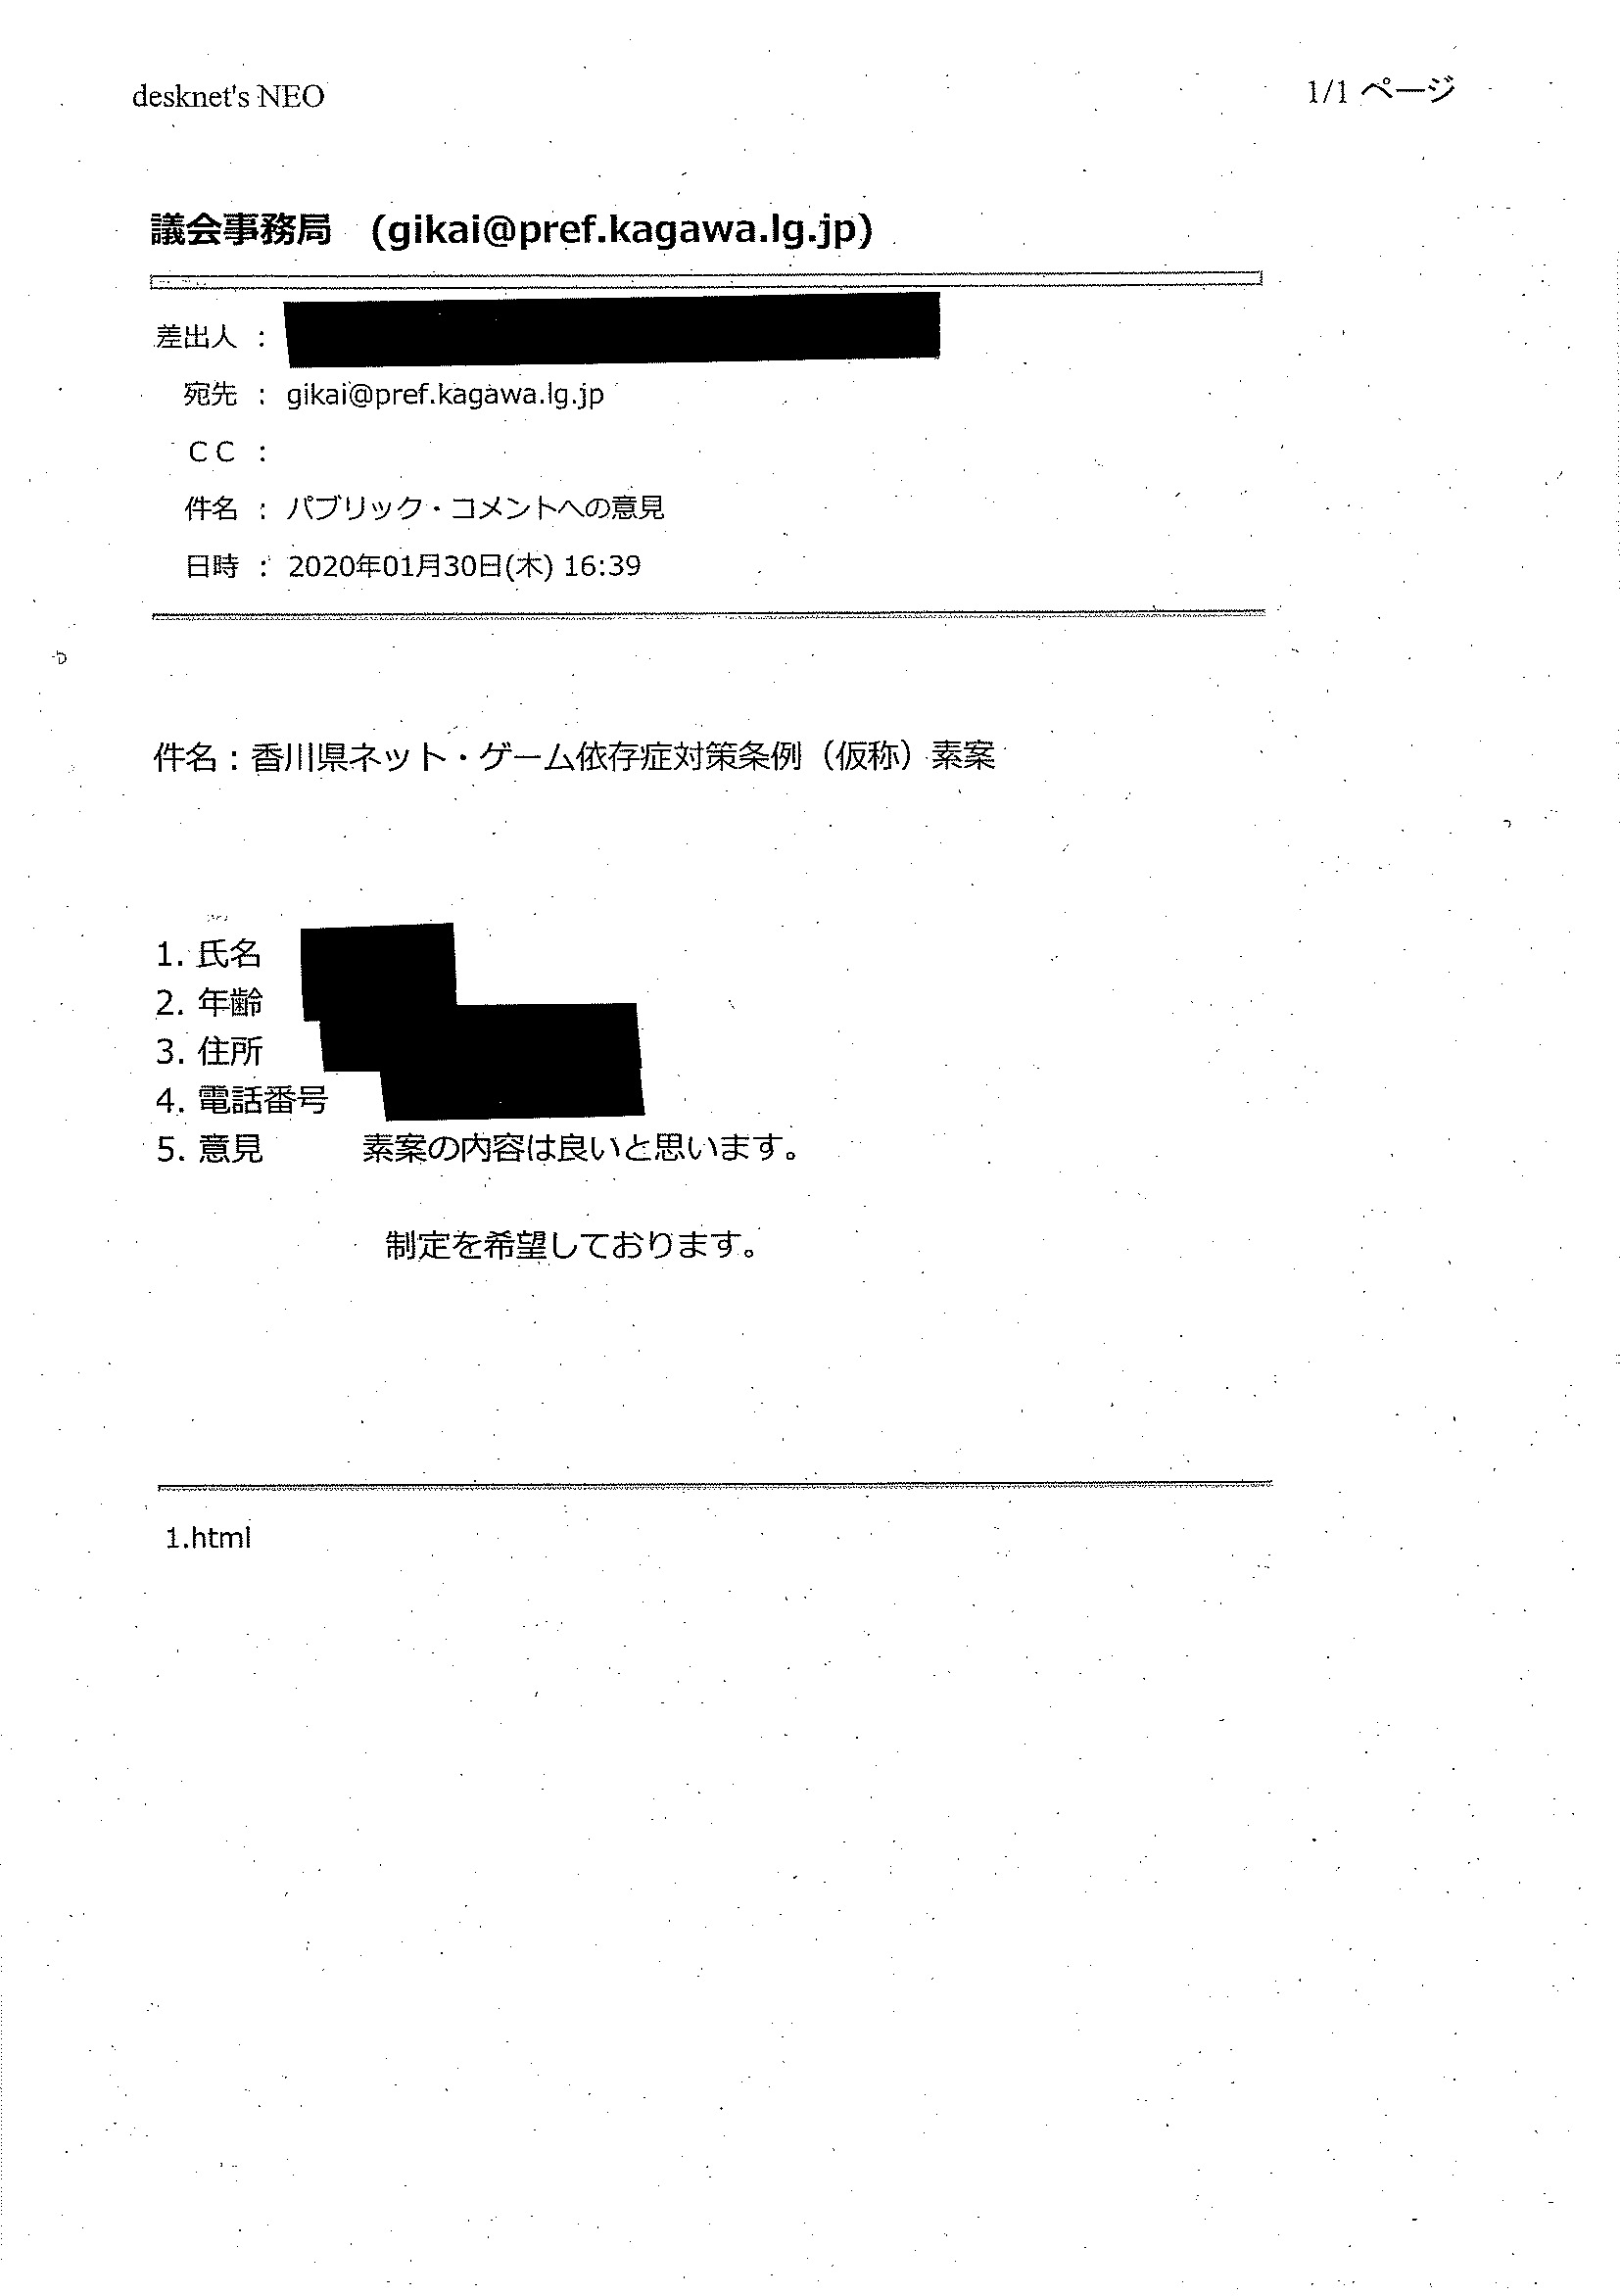 desknet's NEO
1/1 ページ
議会事務局　(gikai@pref.kagawa.lg.jp)
差出人 :
宛先 : gikai@pref.kagawa.lg.jp
ＣＣ :
件名 : パブリック・コメントへの意見
日時 : 2020年01月30日(木) 16:39
件名：香川県ネット・ゲーム依存症対策条例（仮称）素案
1. 氏名
2. 年齢
3. 住所
4. 電話番号
5. 意見　　　素案の内容は良いと思います。
制定を希望しております。
1.html